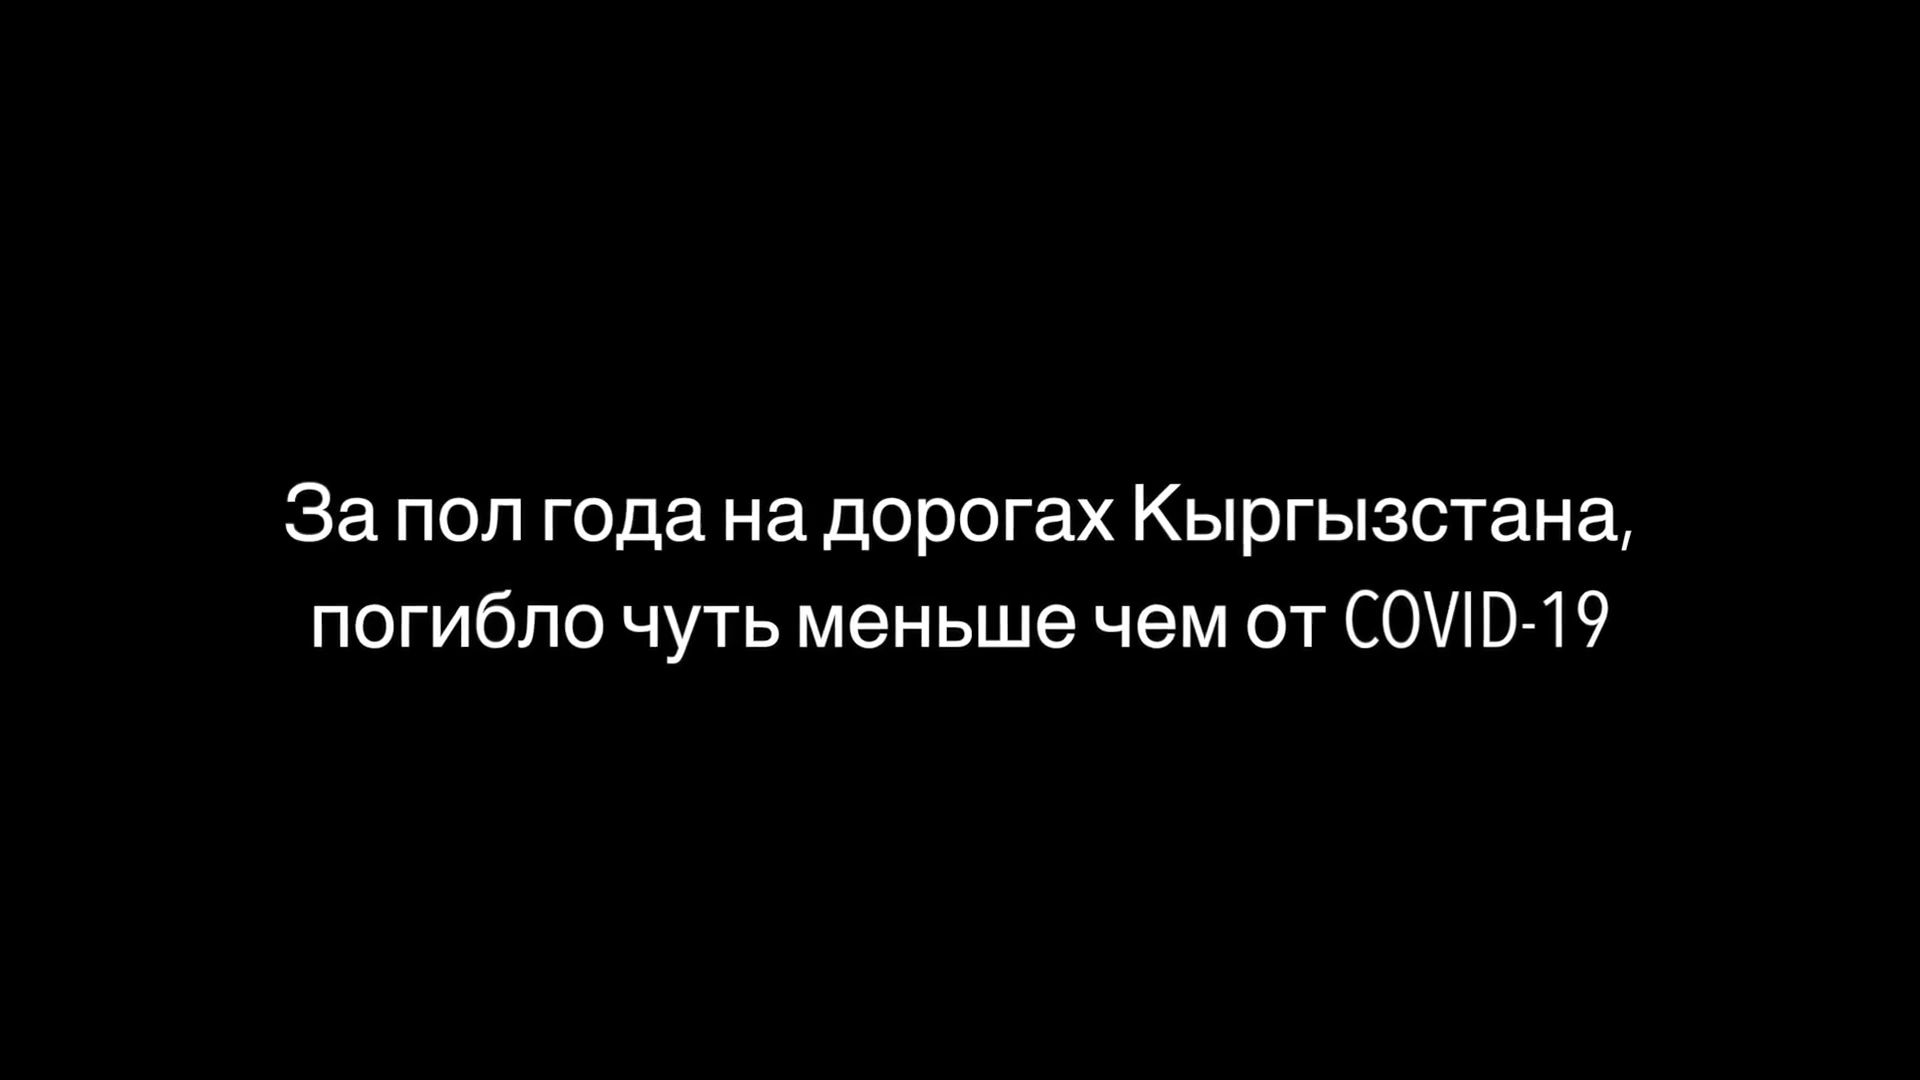 За пол года на дорогах Кыргызстана,
погибло чуть меньше чем от COVID-19